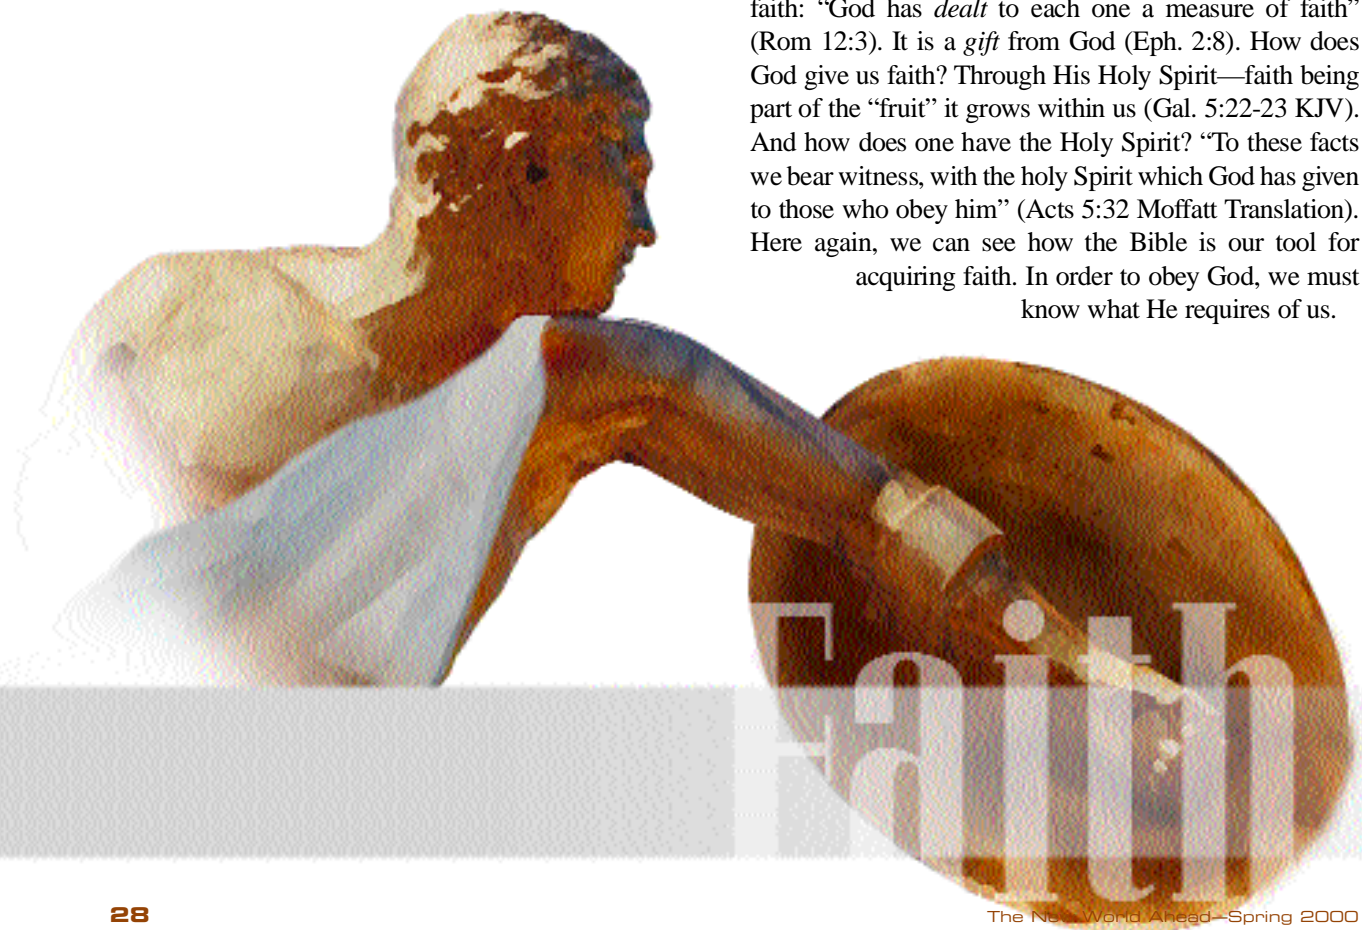 faith: “God has dealt to each one a measure of faith”
(Rom 12:3). It is a gift from God (Eph. 2:8). How does
God give us faith? Through His Holy Spirit—faith being
part of the “fruit” it grows within us (Gal. 5:22-23 KJV).
And how does one have the Holy Spirit? “To these facts
we bear witness, with the holy Spirit which God has given
to those who obey him” (Acts 5:32 Moffatt Translation).
Here again, we can see how the Bible is our tool for
acquiring faith. In order to obey God, we must
know what He requires of us.
Faith
28
The New World Ahead—Spring 2000